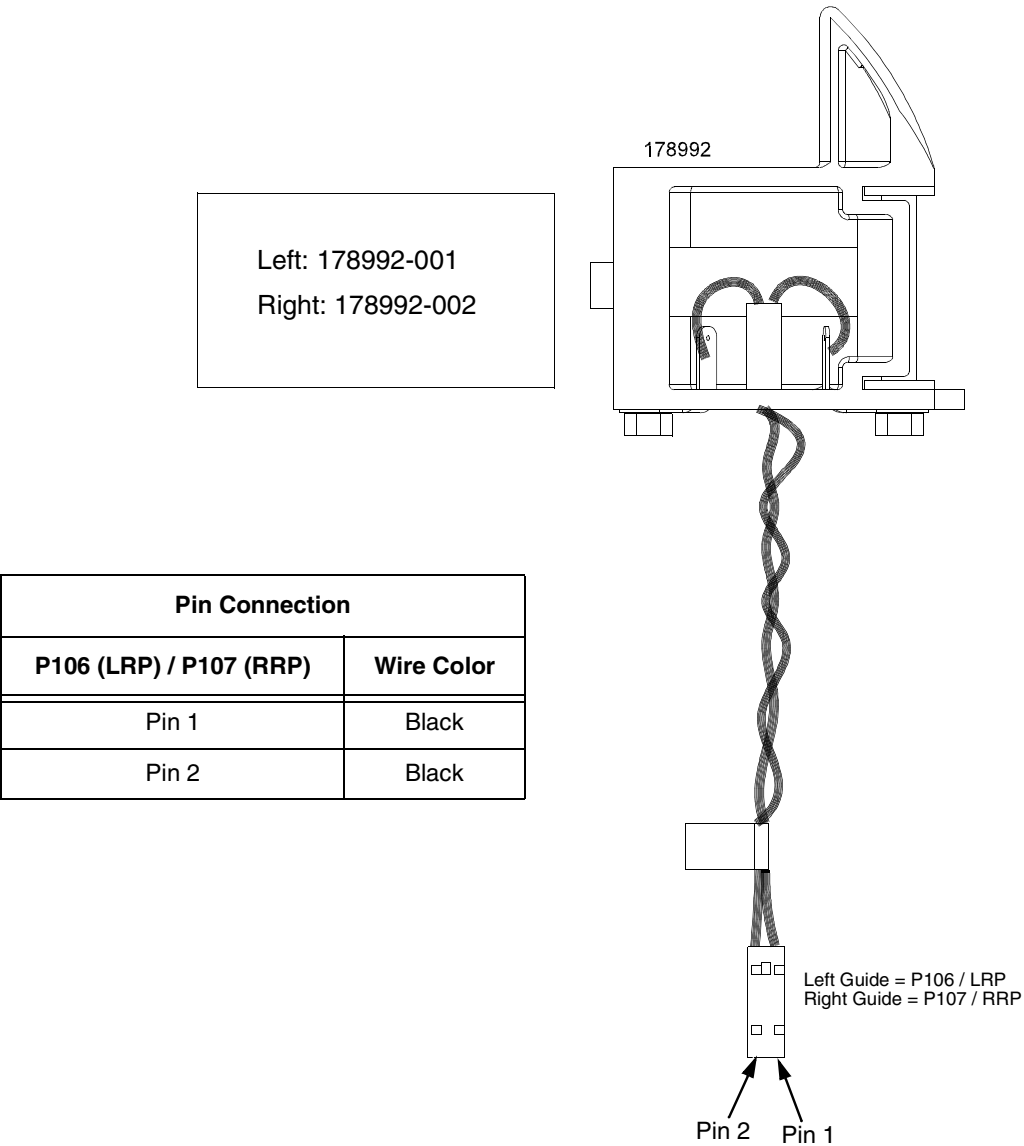 178992
Left: 178992-001
Right: 178992-002
Pin Connection
P106 (LRP) / P107 (RRP) Wire Color
Pin 1 Black
Pin 2 Black
Left Guide = P106 / LRP
Right Guide = P107 / RRP
Pin 2 Pin 1